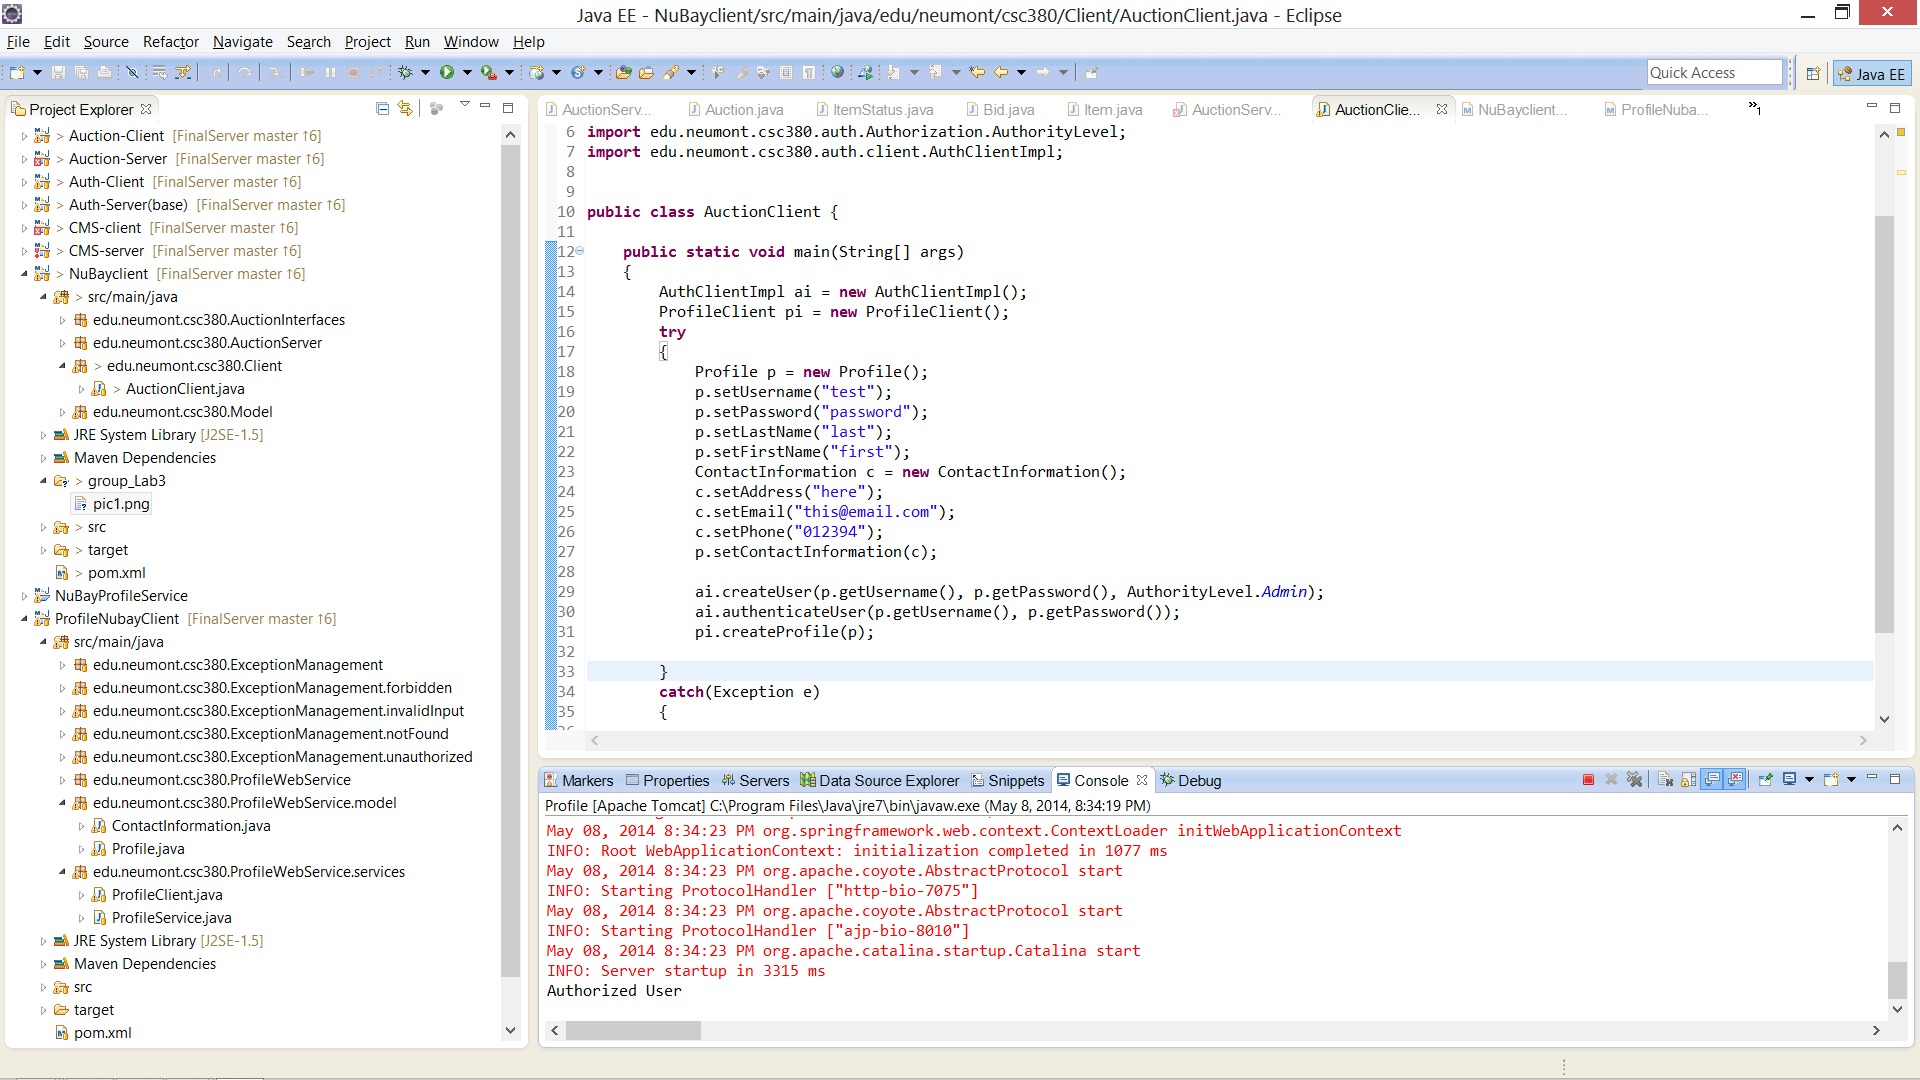 Java EE - NuBayclient/src/main/java/edu/neumont/csc380/Client/AuctionClient.java - Eclipse
File Edit Source Refactor Navigate Search Project Run Window Help
Quick Access
Java EE
Project Explorer
> Auction-Client [FinalServer master ↑6]
> Auction-Server [FinalServer master ↑6]
> Auth-Client [FinalServer master ↑6]
> Auth-Server(base) [FinalServer master ↑6]
> CMS-client [FinalServer master ↑6]
> CMS-server [FinalServer master ↑6]
> NuBayclient [FinalServer master ↑6]
> src/main/java
edu.neumont.csc380.AuctionInterfaces
edu.neumont.csc380.AuctionServer
> edu.neumont.csc380.Client
> AuctionClient.java
edu.neumont.csc380.Model
JRE System Library [J2SE-1.5]
Maven Dependencies
> group_Lab3
pic1.png
> src
> target
> pom.xml
NuBayProfileService
ProfileNubayClient [FinalServer master ↑6]
src/main/java
edu.neumont.csc380.ExceptionManagement
edu.neumont.csc380.ExceptionManagement.forbidden
edu.neumont.csc380.ExceptionManagement.invalidInput
edu.neumont.csc380.ExceptionManagement.notFound
edu.neumont.csc380.ExceptionManagement.unauthorized
edu.neumont.csc380.ProfileWebService
edu.neumont.csc380.ProfileWebService.model
ContactInformation.java
Profile.java
edu.neumont.csc380.ProfileWebService.services
ProfileClient.java
ProfileService.java
JRE System Library [J2SE-1.5]
Maven Dependencies
src
target
pom.xml
AuctionServ... Auction.java ItemStatus.java Bid.java Item.java AuctionServ... AuctionClie... NuBayclient... ProfileNuba... »1
6 import edu.neumont.csc380.auth.Authorization.AuthorityLevel;
7 import edu.neumont.csc380.auth.client.AuthClientImpl;
8
9
10 public class AuctionClient {
11
12 public static void main(String[] args)
13 {
14 AuthClientImpl ai = new AuthClientImpl();
15 ProfileClient pi = new ProfileClient();
16 try
17 {
18 Profile p = new Profile();
19 p.setUsername("test");
20 p.setPassword("password");
21 p.setLastName("last");
22 p.setFirstName("first");
23 ContactInformation c = new ContactInformation();
24 c.setAddress("here");
25 c.setEmail("this@email.com");
26 c.setPhone("012394");
27 p.setContactInformation(c);
28
29 ai.createUser(p.getUsername(), p.getPassword(), AuthorityLevel.Admin);
30 ai.authenticateUser(p.getUsername(), p.getPassword());
31 pi.createProfile(p);
32
33 }
34 catch(Exception e)
35 {
Markers Properties Servers Data Source Explorer Snippets Console Debug
Profile [Apache Tomcat] C:\Program Files\Java\jre7\bin\javaw.exe (May 8, 2014, 8:34:19 PM)
May 08, 2014 8:34:23 PM org.springframework.web.context.ContextLoader initWebApplicationContext
INFO: Root WebApplicationContext: initialization completed in 1077 ms
May 08, 2014 8:34:23 PM org.apache.coyote.AbstractProtocol start
INFO: Starting ProtocolHandler ["http-bio-7075"]
May 08, 2014 8:34:23 PM org.apache.coyote.AbstractProtocol start
INFO: Starting ProtocolHandler ["ajp-bio-8010"]
May 08, 2014 8:34:23 PM org.apache.catalina.startup.Catalina start
INFO: Server startup in 3315 ms
Authorized User